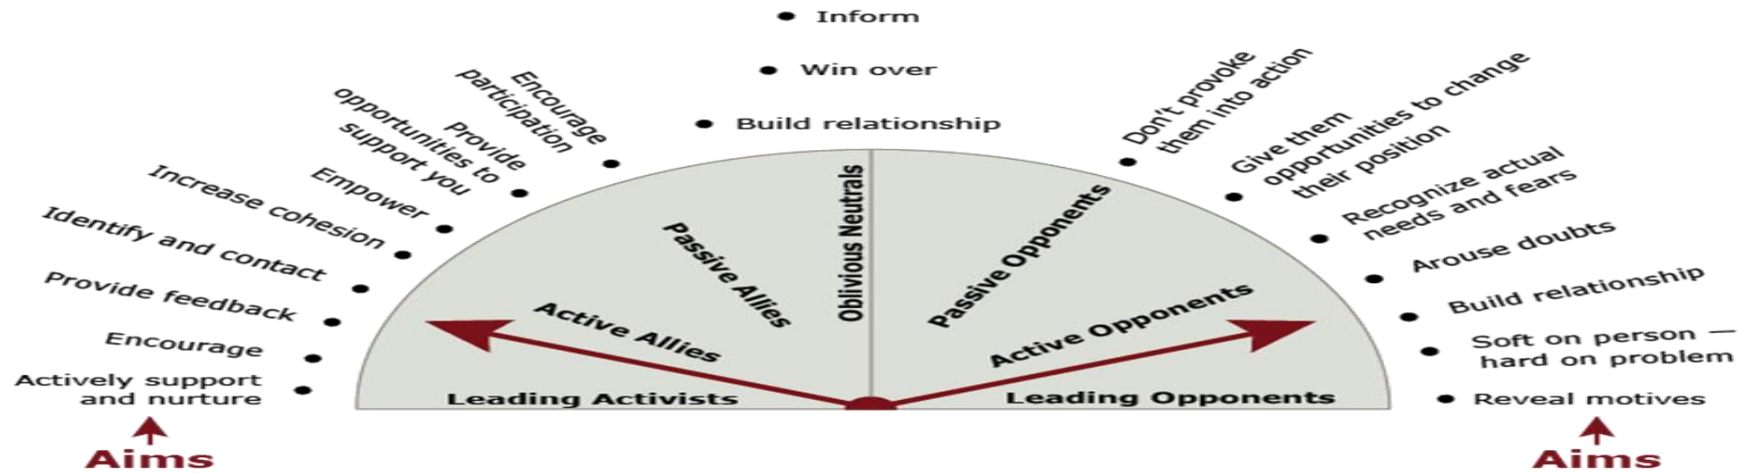 Inform
Win over
Build relationship
Encourage
participation
Provide
opportunities to
support you
Empower
Increase cohesion
Identify and contact
Provide feedback
Encourage
Actively support
and nurture
Aims
Don't provoke
them into action
Give them
opportunities to change
their position
Recognize actual
needs and fears
Arouse doubts
Build relationship
Soft on person —
hard on problem
Reveal motives
Aims
Leading Activists
Active Allies
Passive Allies
Oblivious Neutrals
Passive Opponents
Active Opponents
Leading Opponents